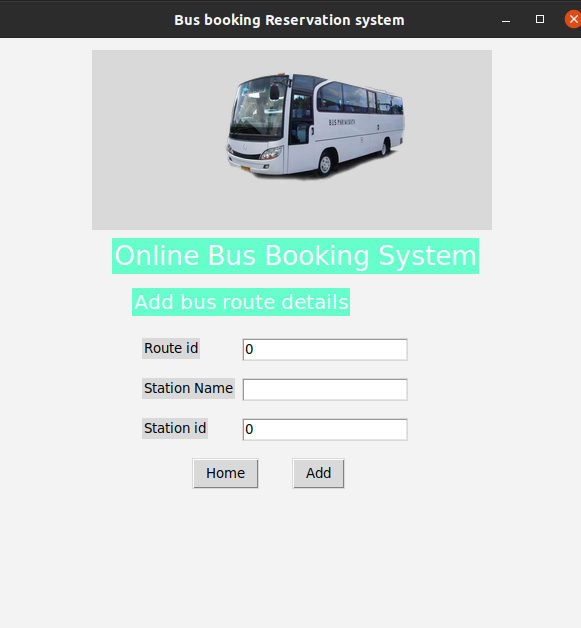 Bus booking Reservation system
BUS PARIWISATA
Online Bus Booking System
Add bus route details
Route id 0
Station Name
Station id 0
Home Add